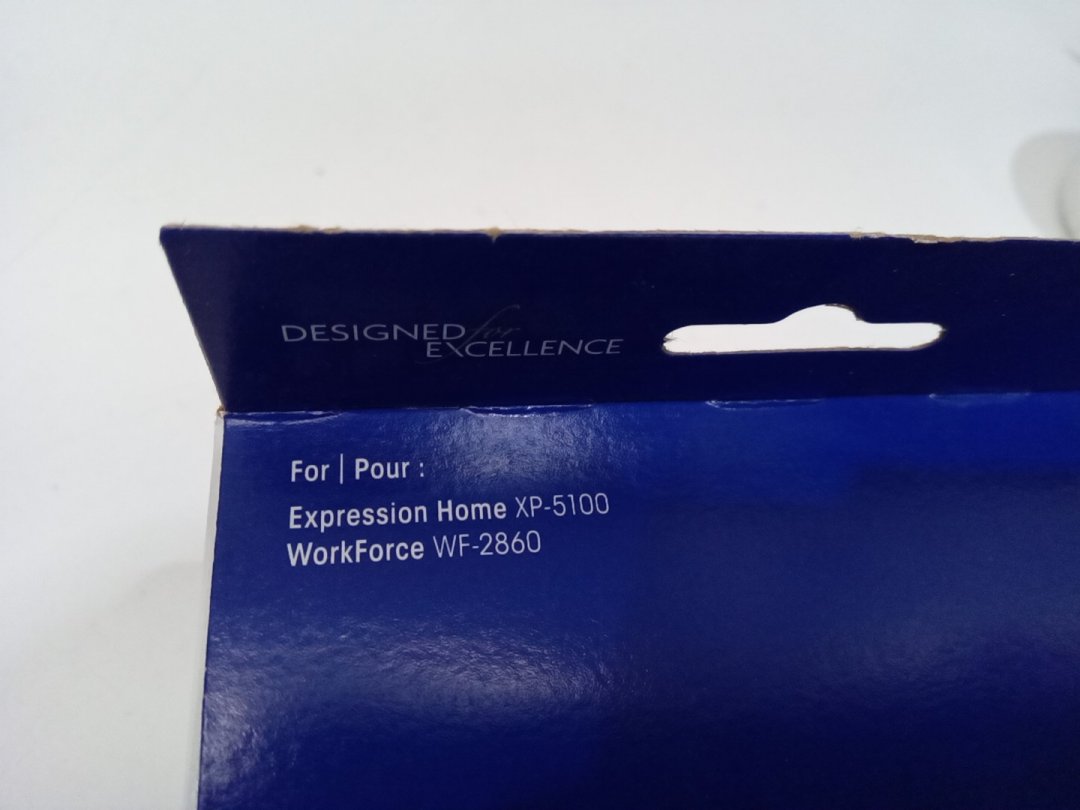 DESIGNED for
EXCELLENCE
For | Pour :
Expression Home XP-5100
WorkForce WF-2860